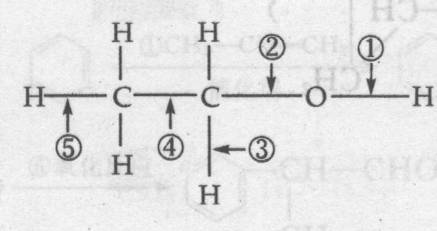 H H
② ①
H C C O H
⑤ ④ ③
H
H